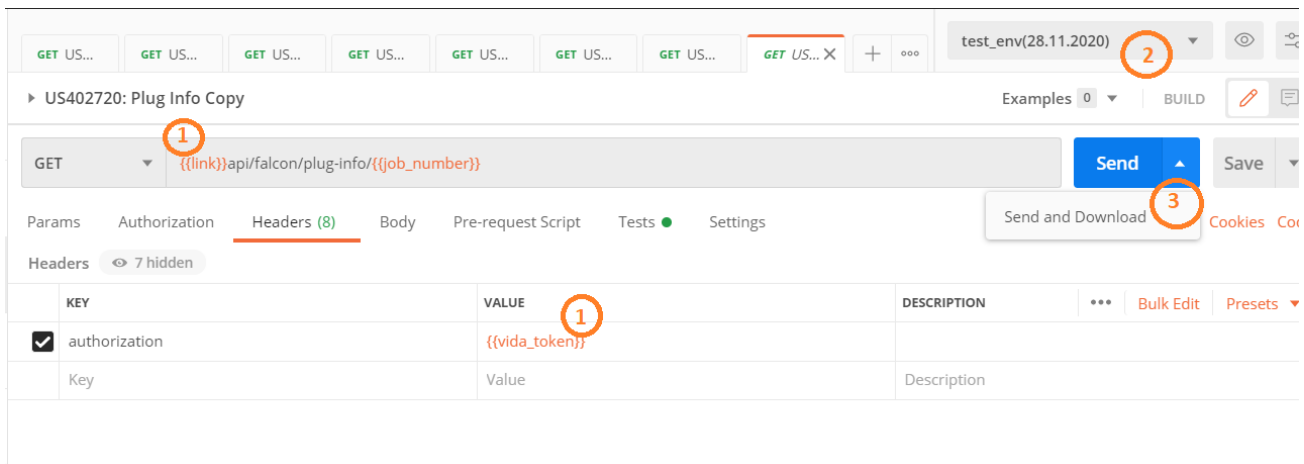 GET US... GET US... GET US... GET US... GET US... GET US... GET US... GET US... test_env(28.11.2020) 2
US402720: Plug Info Copy Examples 0 BUILD
1
GET {{link}}api/falcon/plug-info/{{job_number}} Send Save
3
Send and Download
Params Authorization Headers (8) Body Pre-request Script Tests Settings Cookies
Headers 7 hidden
KEY VALUE DESCRIPTION Bulk Edit Presets
1
authorization {{vida_token}}
Key Value Description